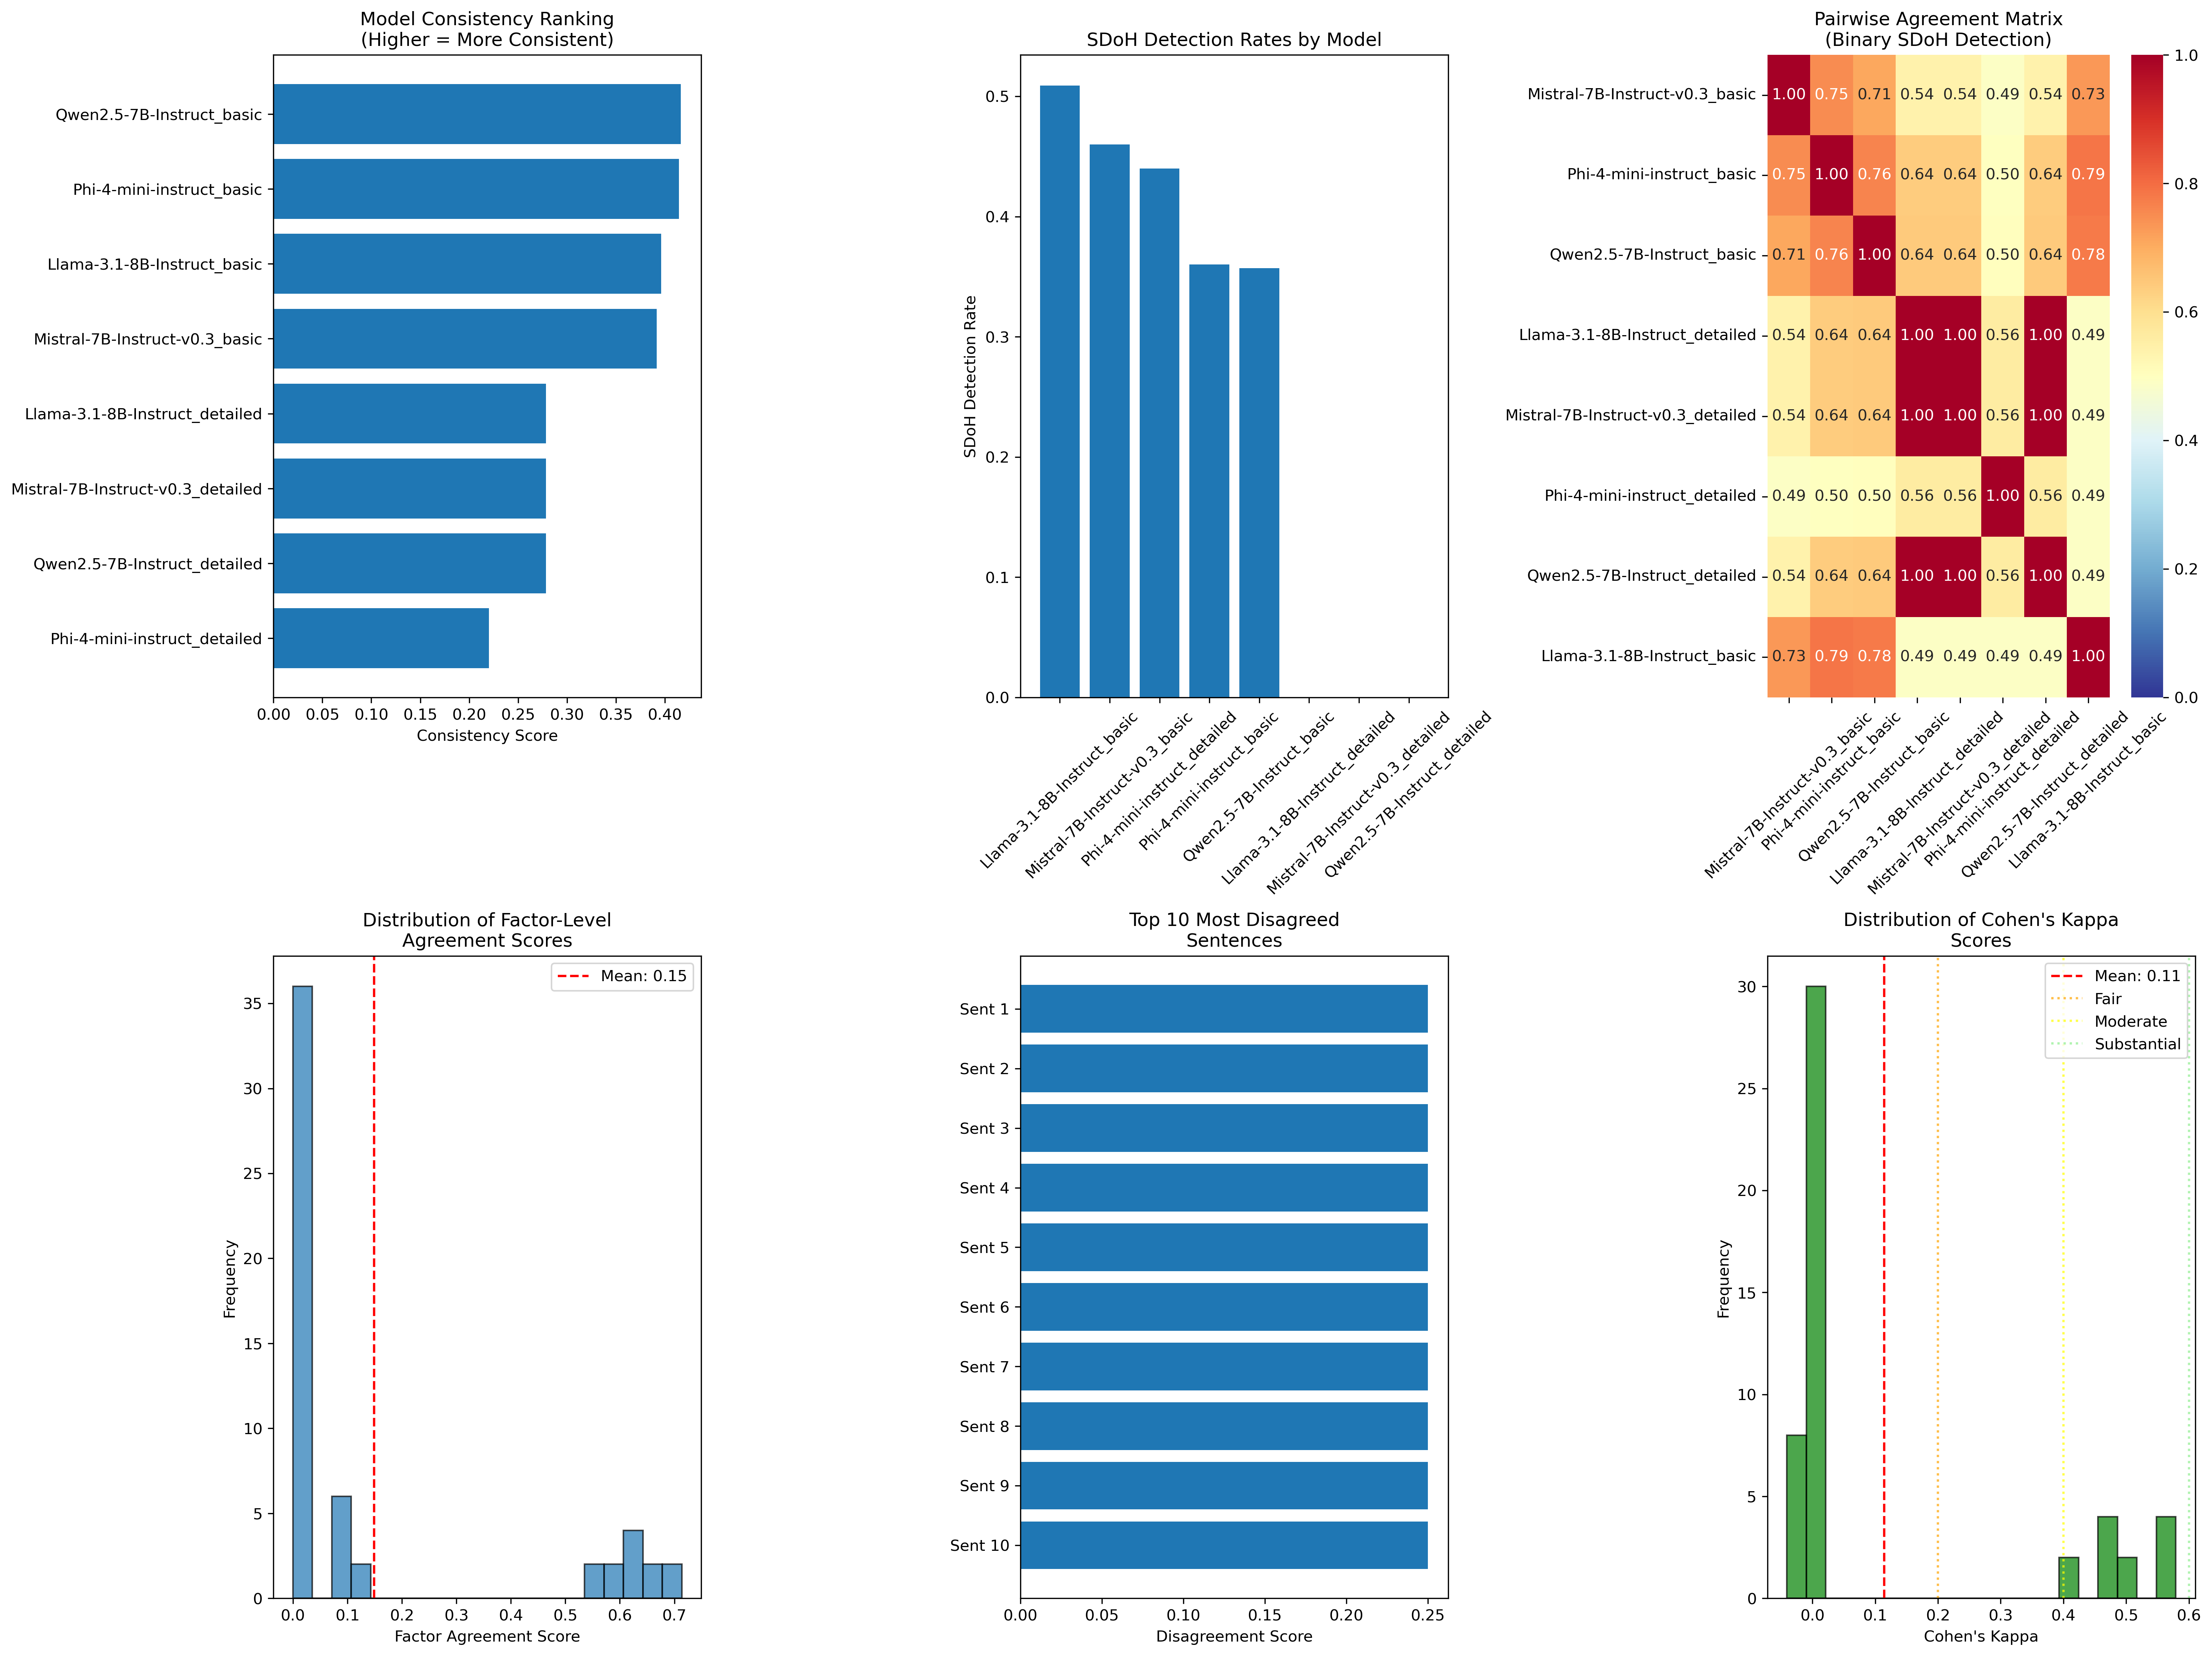 Model Consistency Ranking
(Higher = More Consistent)
Qwen2.5-7B-Instruct_basic
Phi-4-mini-instruct_basic
Llama-3.1-8B-Instruct_basic
Mistral-7B-Instruct-v0.3_basic
Llama-3.1-8B-Instruct_detailed
Mistral-7B-Instruct-v0.3_detailed
Qwen2.5-7B-Instruct_detailed
Phi-4-mini-instruct_detailed
0.00 0.05 0.10 0.15 0.20 0.25 0.30 0.35 0.40
Consistency Score
SDoH Detection Rates by Model
SDoH Detection Rate
0.5
0.4
0.3
0.2
0.1
0.0
Llama-3.1-8B-Instruct_basic
Mistral-7B-Instruct-v0.3_basic
Phi-4-mini-instruct_detailed
Phi-4-mini-instruct_basic
Qwen2.5-7B-Instruct_basic
Llama-3.1-8B-Instruct_detailed
Mistral-7B-Instruct-v0.3_detailed
Qwen2.5-7B-Instruct_detailed
Pairwise Agreement Matrix
(Binary SDoH Detection)
Mistral-7B-Instruct-v0.3_basic 1.00 0.75 0.71 0.54 0.54 0.49 0.54 0.73
Phi-4-mini-instruct_basic 0.75 1.00 0.76 0.64 0.64 0.50 0.64 0.79
Qwen2.5-7B-Instruct_basic 0.71 0.76 1.00 0.64 0.64 0.50 0.64 0.78
Llama-3.1-8B-Instruct_detailed 0.54 0.64 0.64 1.00 1.00 0.56 1.00 0.49
Mistral-7B-Instruct-v0.3_detailed 0.54 0.64 0.64 1.00 1.00 0.56 1.00 0.49
Phi-4-mini-instruct_detailed 0.49 0.50 0.50 0.56 0.56 1.00 0.56 0.49
Qwen2.5-7B-Instruct_detailed 0.54 0.64 0.64 1.00 1.00 0.56 1.00 0.49
Llama-3.1-8B-Instruct_basic 0.73 0.79 0.78 0.49 0.49 0.49 0.49 1.00
Mistral-7B-Instruct-v0.3_basic
Phi-4-mini-instruct_basic
Qwen2.5-7B-Instruct_basic
Llama-3.1-8B-Instruct_detailed
Mistral-7B-Instruct-v0.3_detailed
Phi-4-mini-instruct_detailed
Qwen2.5-7B-Instruct_detailed
Llama-3.1-8B-Instruct_basic
1.0
0.8
0.6
0.4
0.2
0.0
Distribution of Factor-Level
Agreement Scores
Mean: 0.15
Frequency
35
30
25
20
15
10
5
0
0.0 0.1 0.2 0.3 0.4 0.5 0.6 0.7
Factor Agreement Score
Top 10 Most Disagreed
Sentences
Sent 1
Sent 2
Sent 3
Sent 4
Sent 5
Sent 6
Sent 7
Sent 8
Sent 9
Sent 10
0.00 0.05 0.10 0.15 0.20 0.25
Disagreement Score
Distribution of Cohen's Kappa
Scores
Mean: 0.11
Fair
Moderate
Substantial
Frequency
30
25
20
15
10
5
0
0.0 0.1 0.2 0.3 0.4 0.5 0.6
Cohen's Kappa